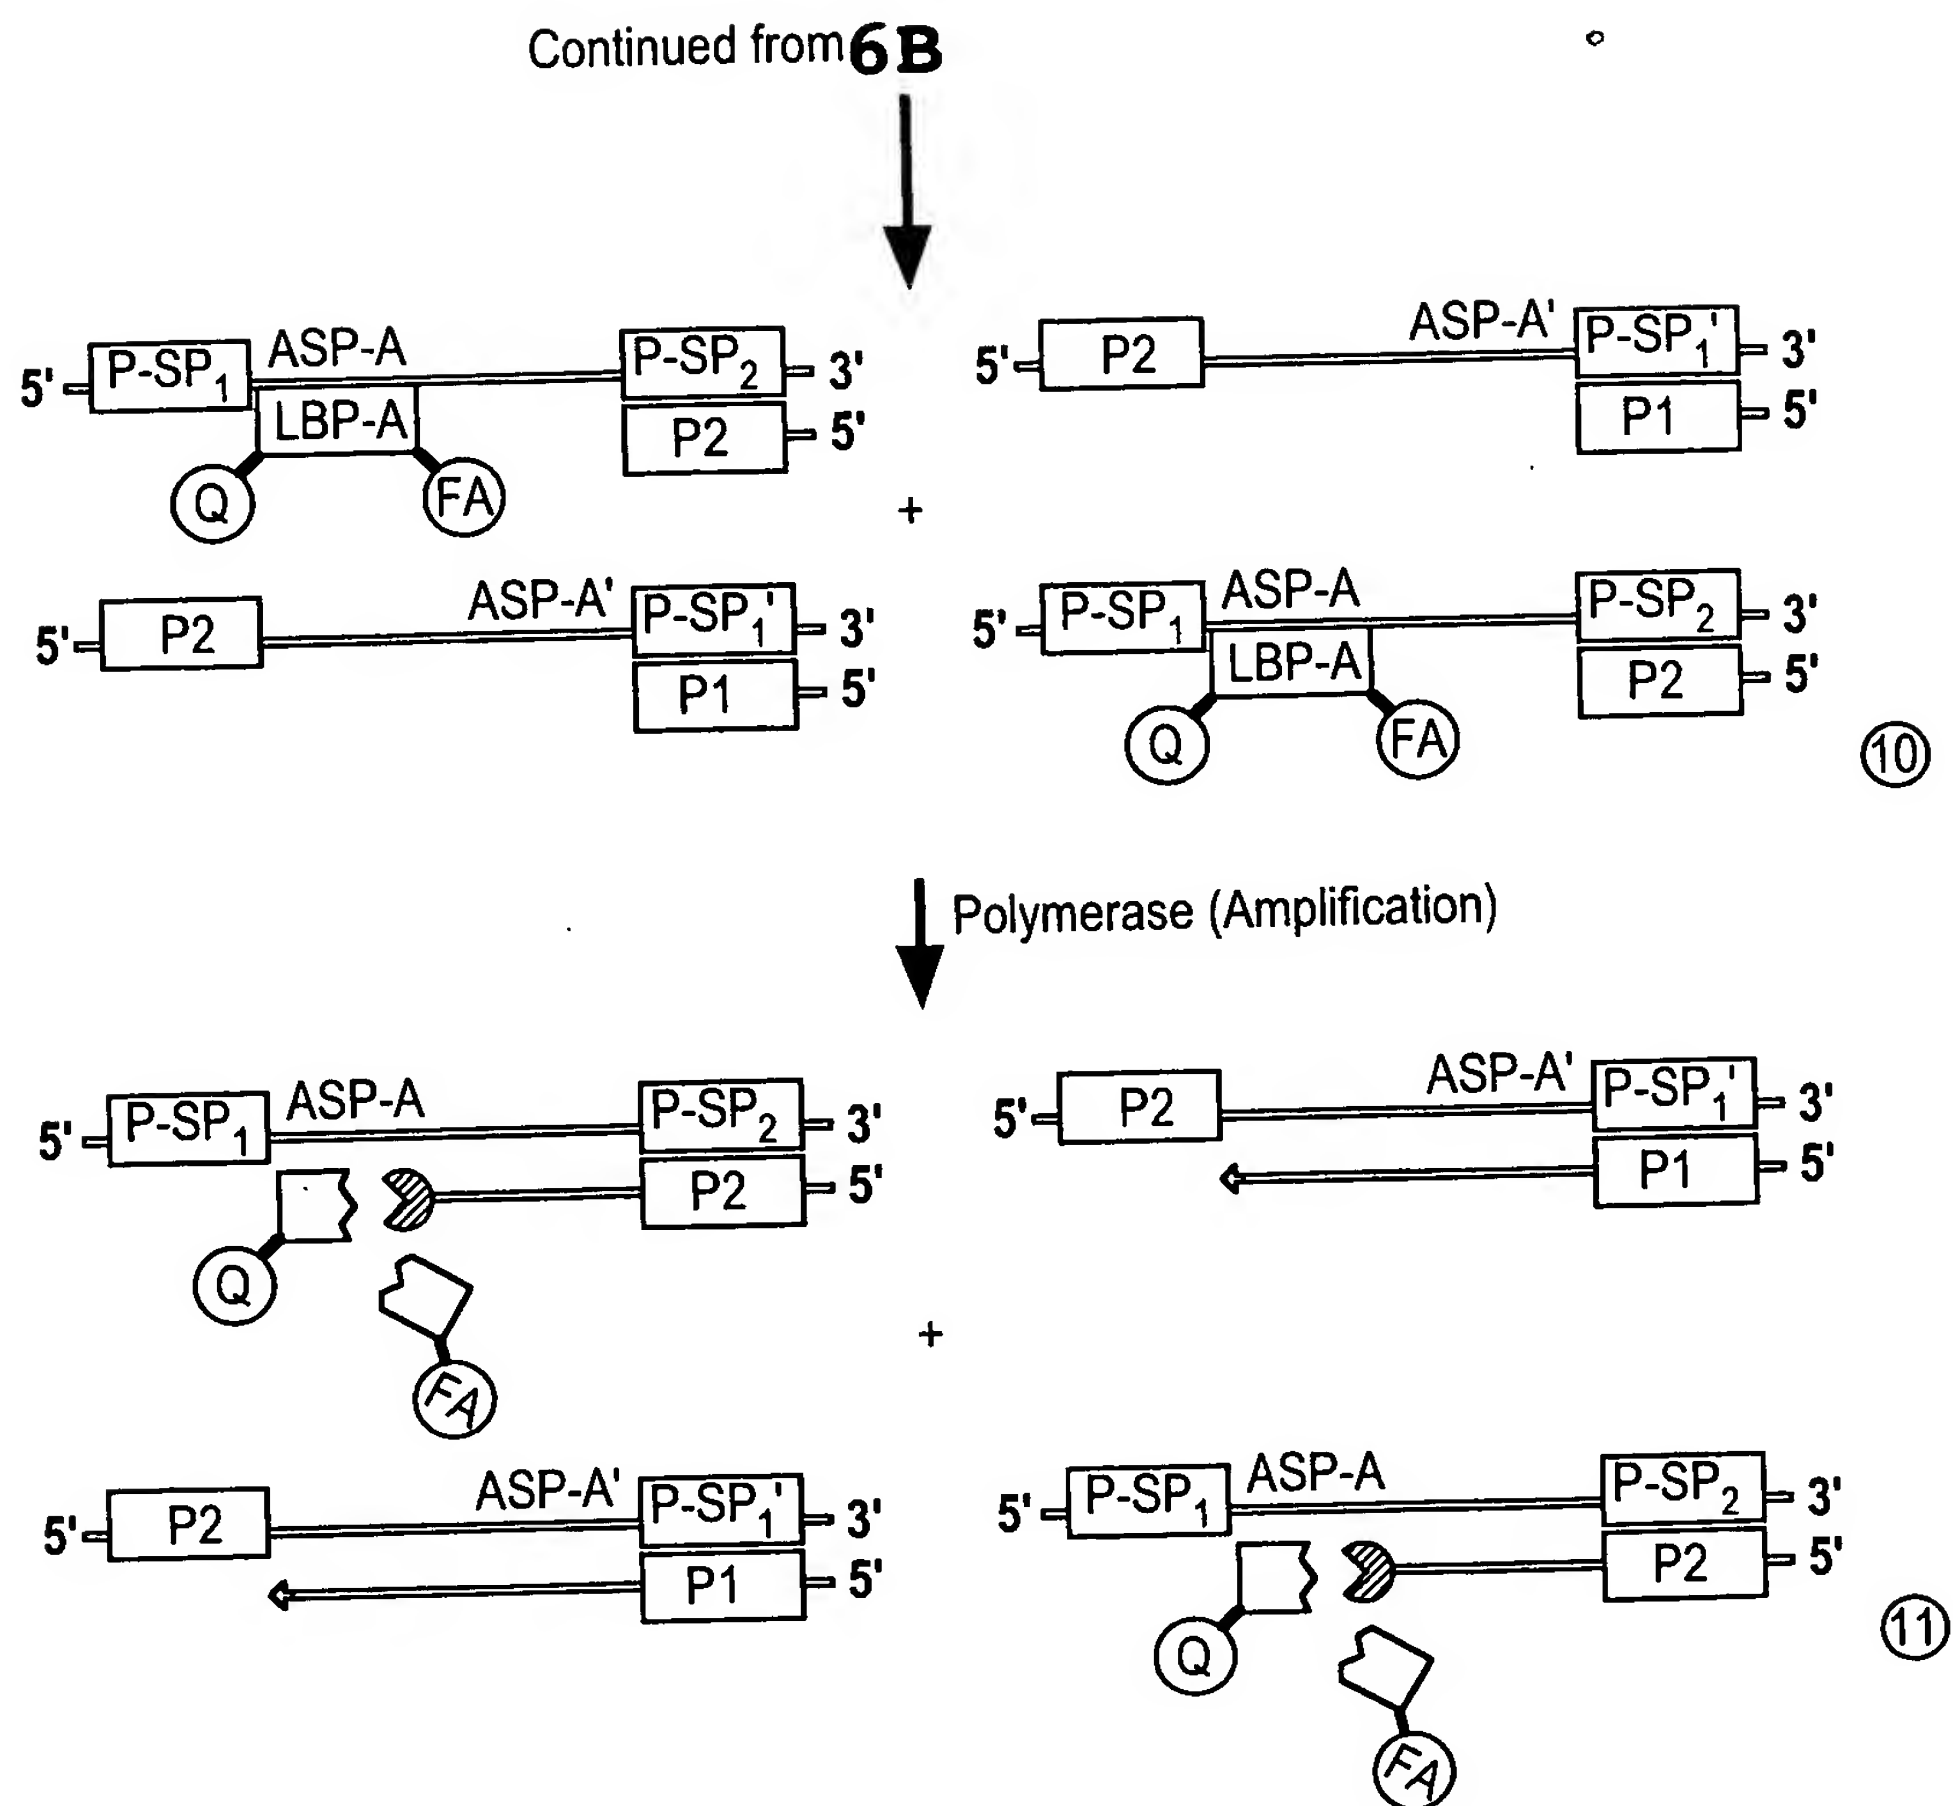 Continued from 6B
P-SP1 ASP-A P-SP2 3'
5' LBP-A P2 5'
Q FA
P2 ASP-A' P-SP1' 3'
5' P1 5'
+
P2 ASP-A' P-SP1' 3'
5' P1 5'
P-SP1 ASP-A P-SP2 3'
5' LBP-A P2 5'
Q FA
10
Polymerase (Amplification)
P-SP1 ASP-A P-SP2 3'
5' P2 5'
Q
FA
P2 ASP-A' P-SP1' 3'
5' P1 5'
+
P2 ASP-A' P-SP1' 3'
5' P1 5'
P-SP1 ASP-A P-SP2 3'
5' P2 5'
Q
FA
11